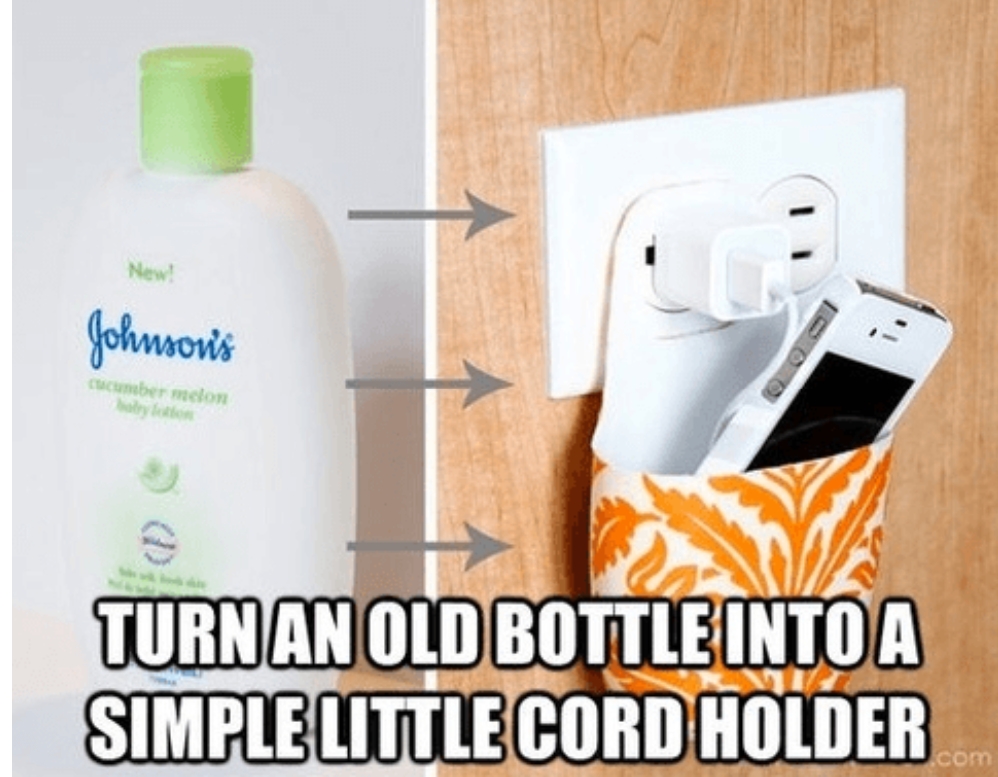 New!
Johnson's
cucumber melon
baby lotion
TURN AN OLD BOTTLE INTO A
SIMPLE LITTLE CORD HOLDER
.com